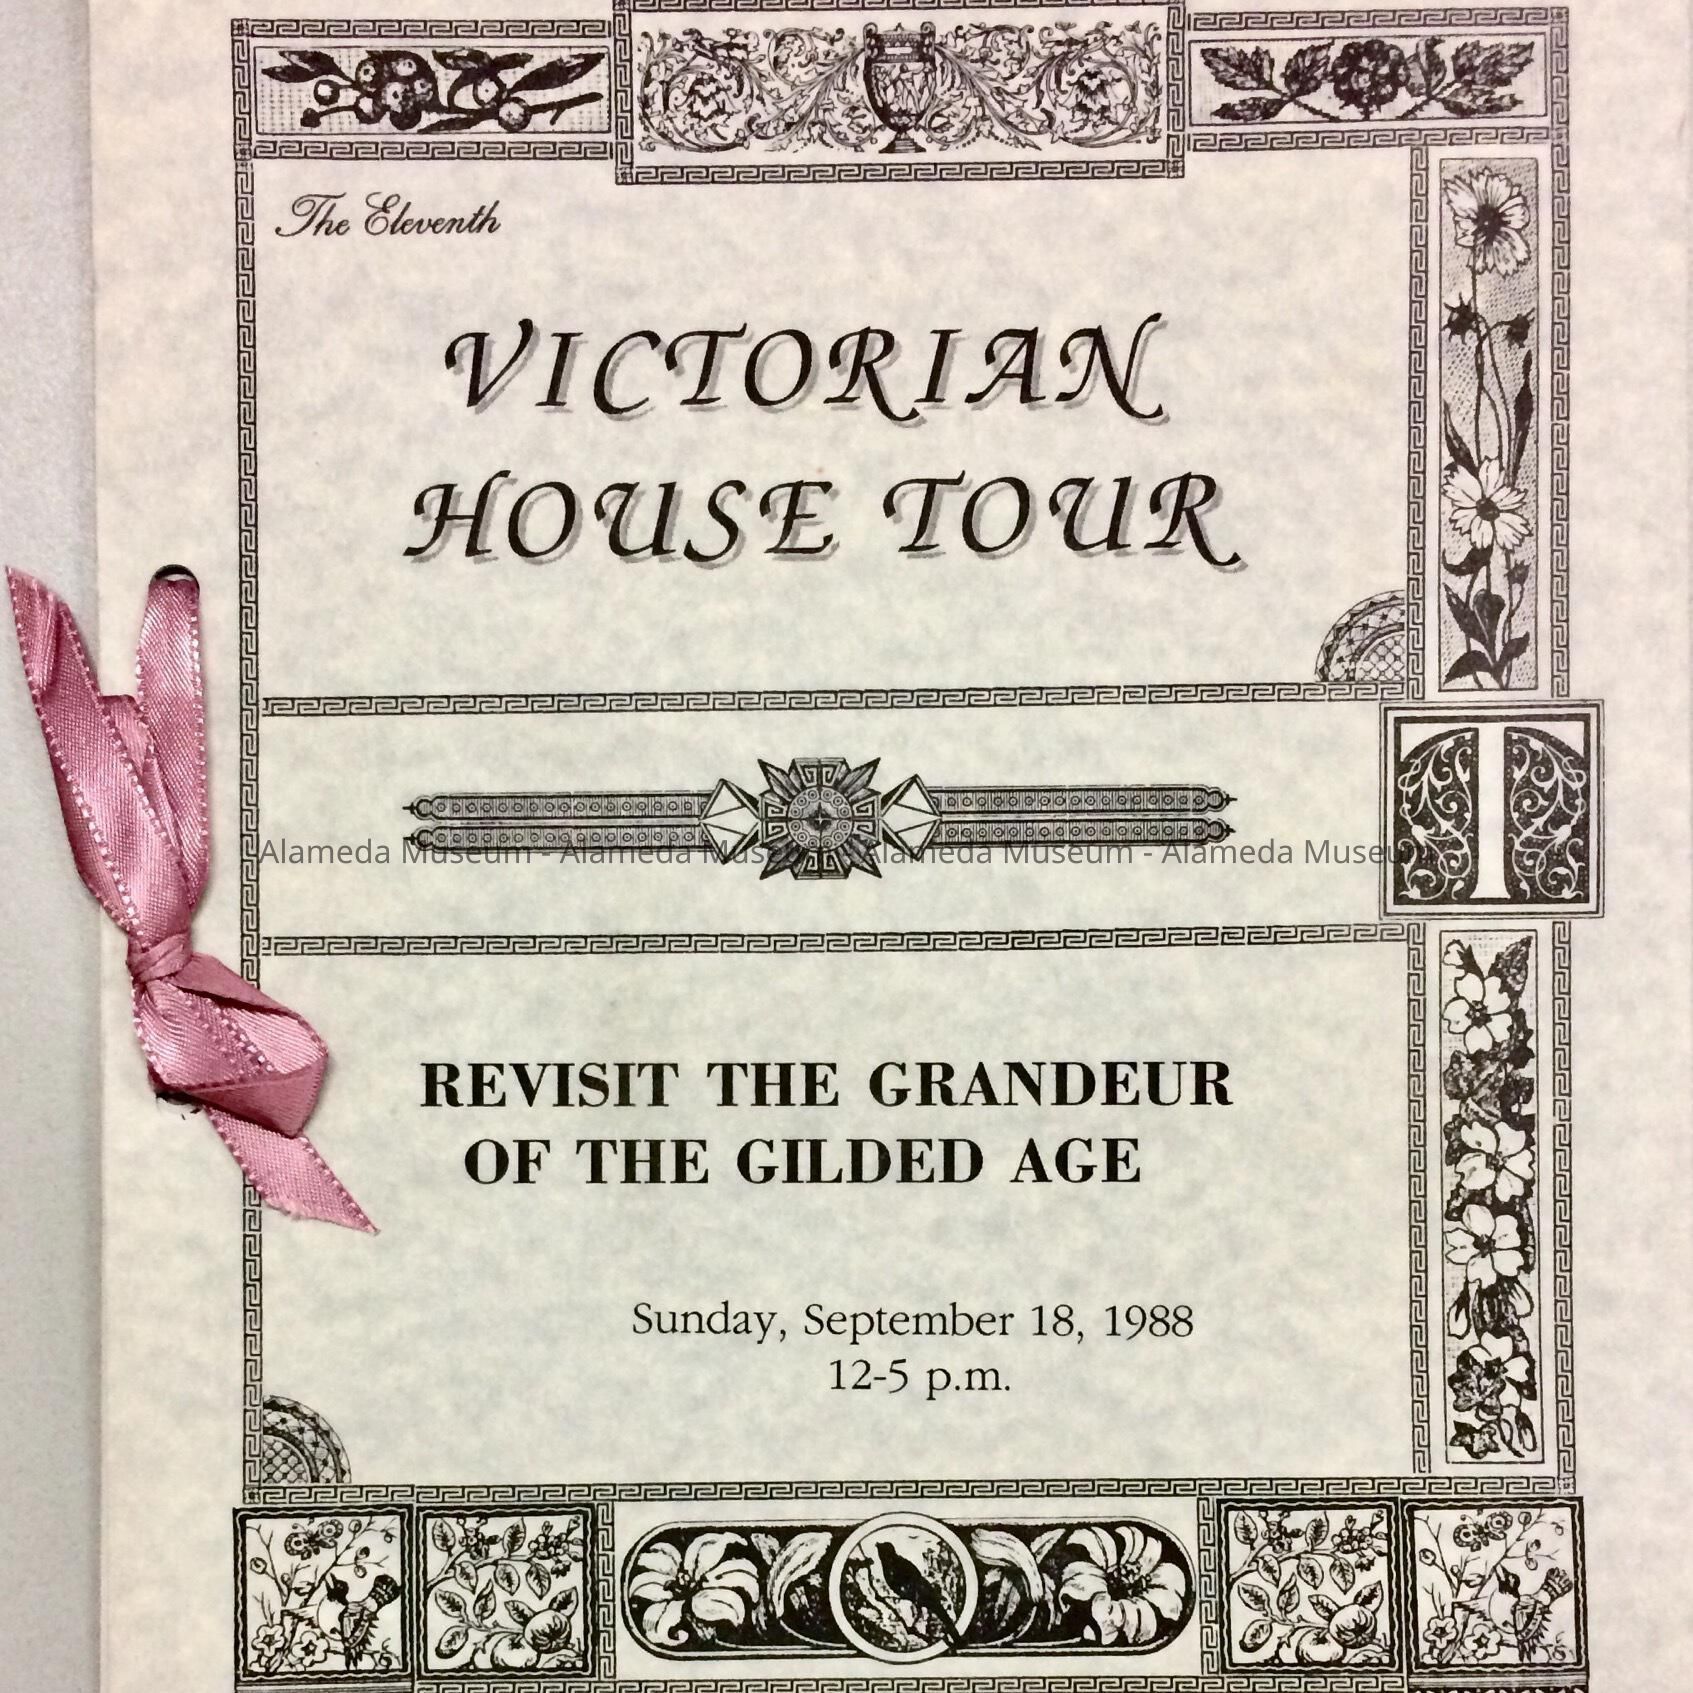 The Eleventh
VICTORIAN
HOUSE TOUR
Alameda Museum - Alameda Museum - Alameda Museum - Alameda Museum
T
REVISIT THE GRANDEUR
OF THE GILDED AGE
Sunday, September 18, 1988
12-5 p.m.